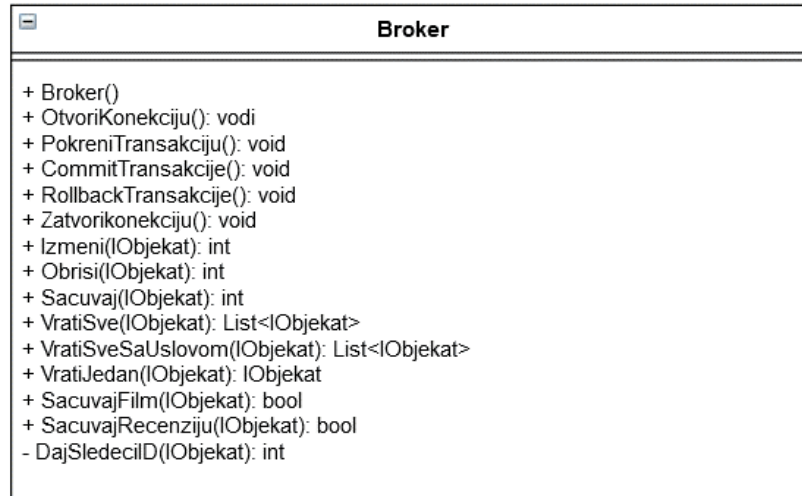 Broker
+ Broker()
+ OtvoriKonekciju(): vodi
+ PokreniTransakciju(): void
+ CommitTransakcije(): void
+ RollbackTransakcije(): void
+ Zatvorikonekciju(): void
+ Izmeni(IObjekat): int
+ Obrisi(IObjekat): int
+ Sacuvaj(IObjekat): int
+ VratiSve(IObjekat): List<IObjekat>
+ VratiSveSaUslovom(IObjekat): List<IObjekat>
+ VratiJedan(IObjekat): IObjekat
+ SacuvajFilm(IObjekat): bool
+ SacuvajRecenziju(IObjekat): bool
- DajSledeciID(IObjekat): int